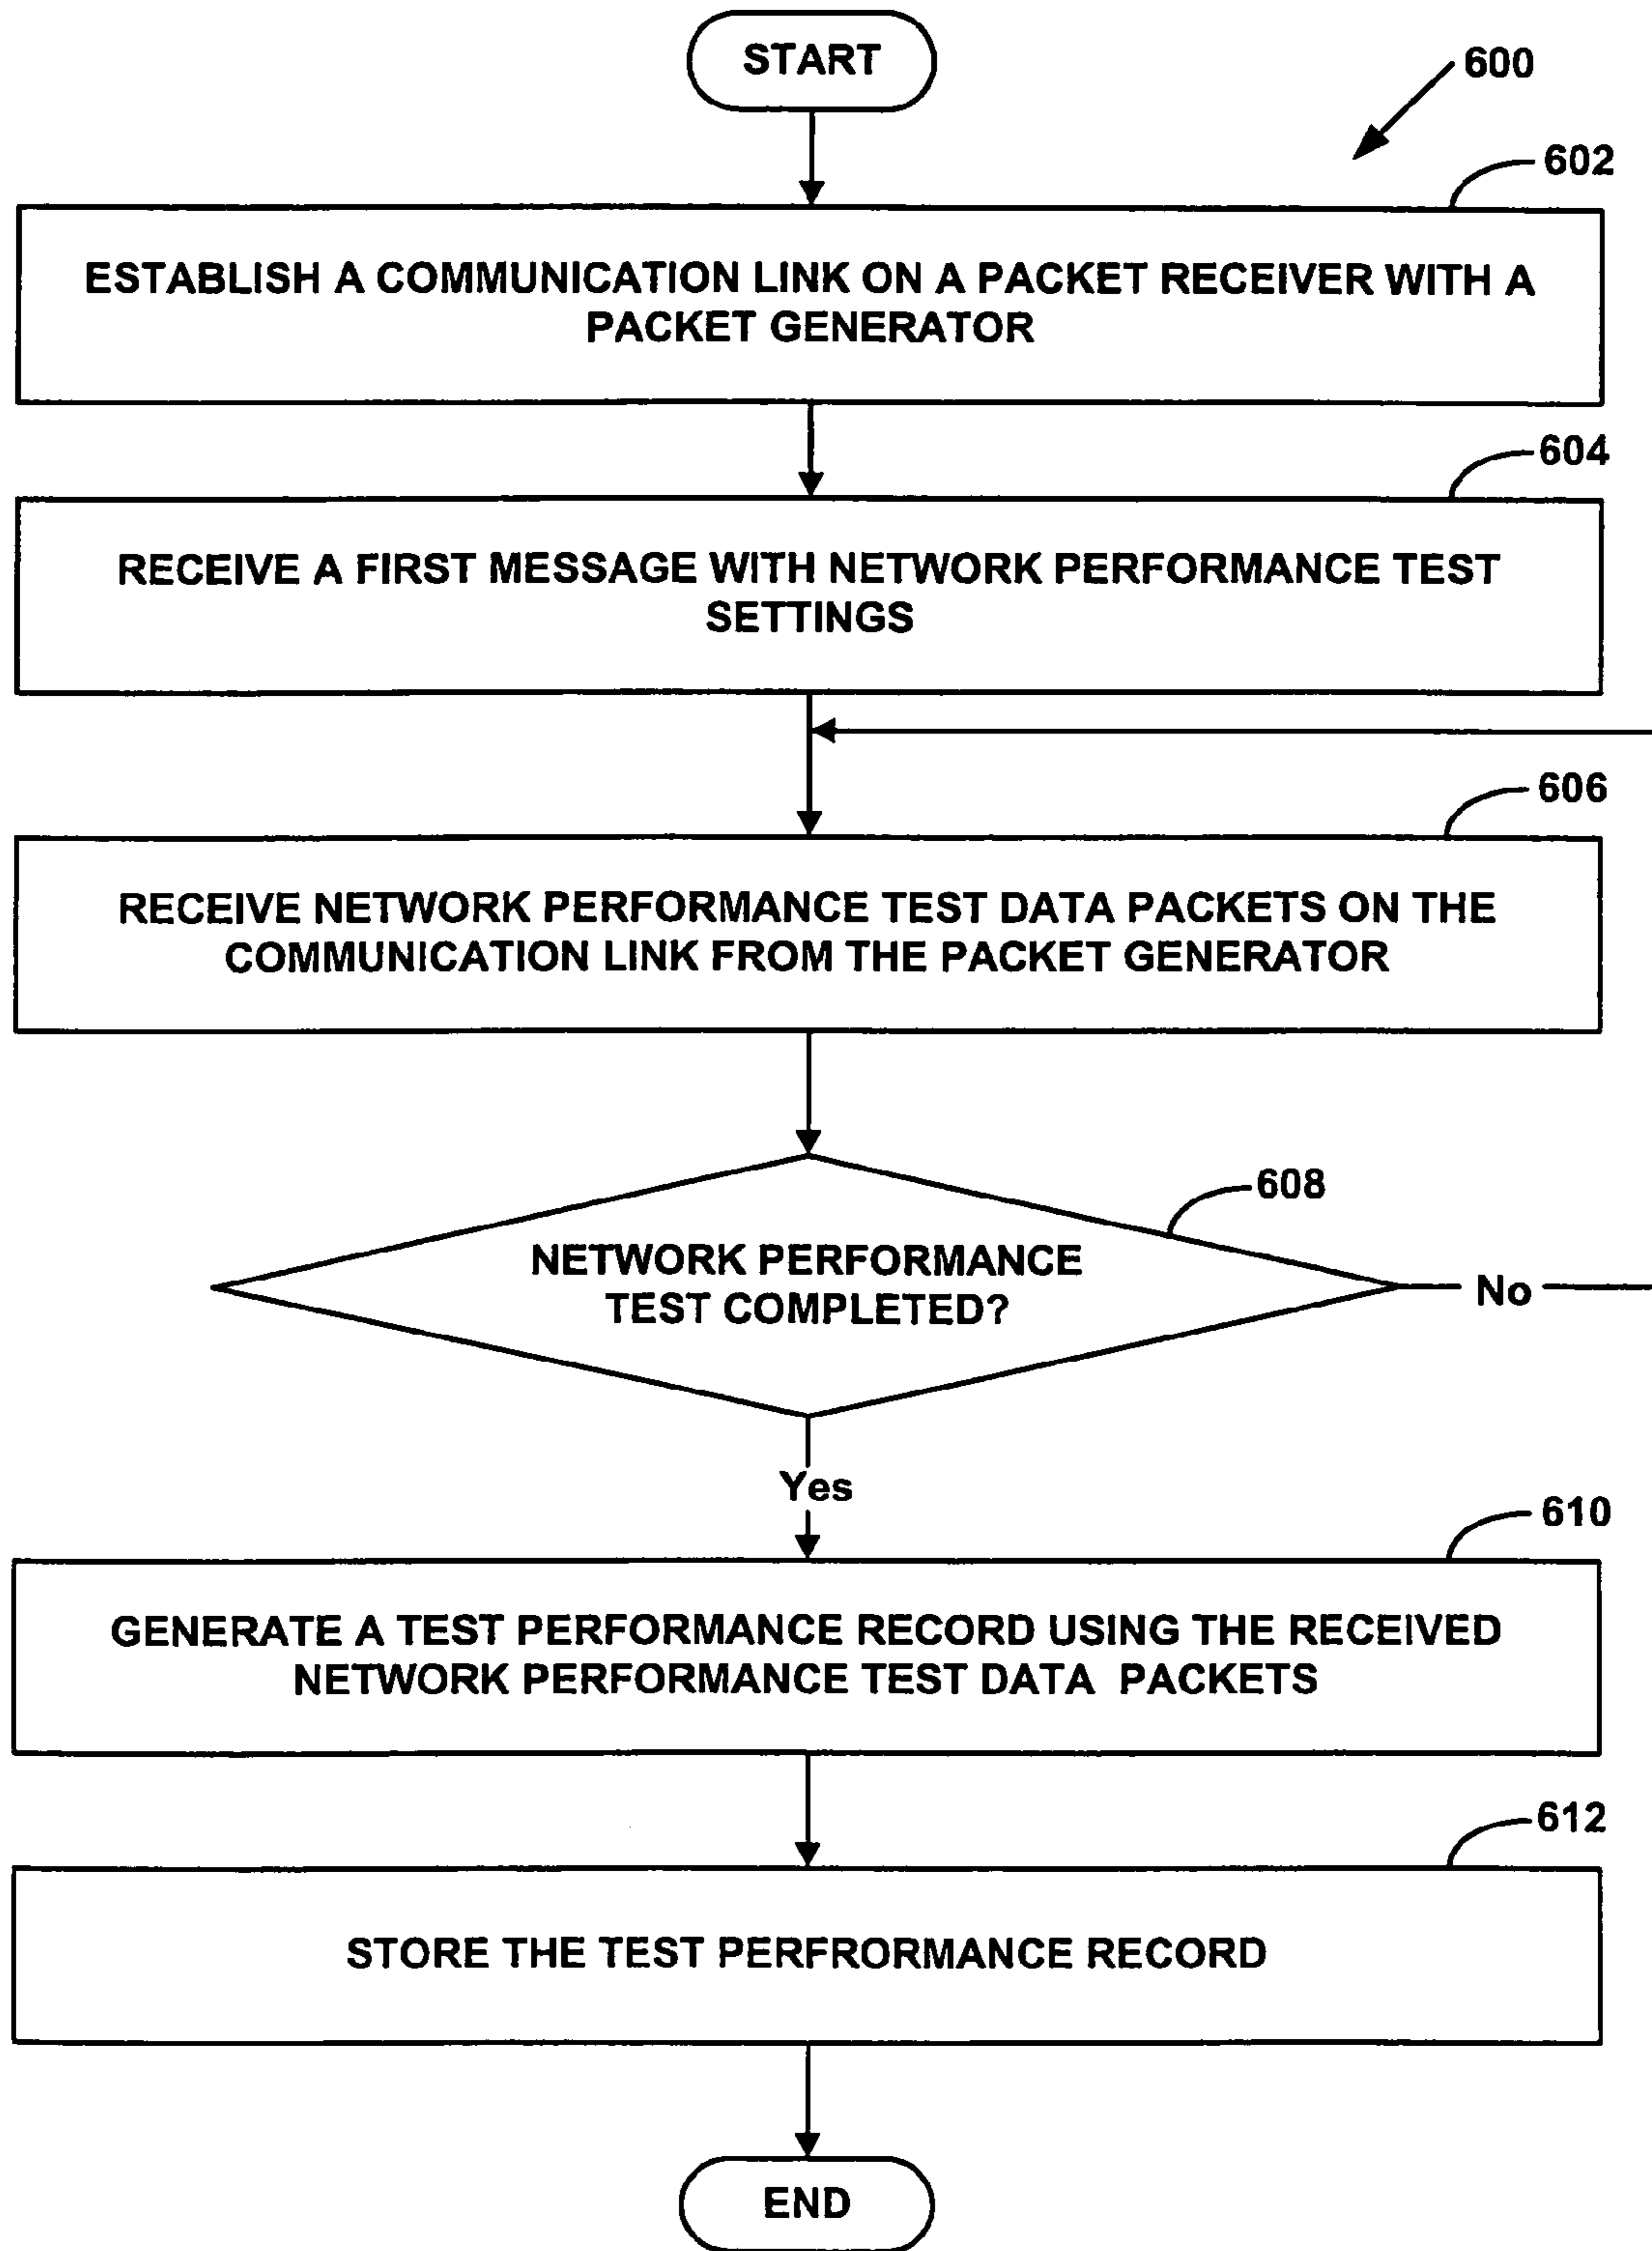 START
600
602
ESTABLISH A COMMUNICATION LINK ON A PACKET RECEIVER WITH A
PACKET GENERATOR
604
RECEIVE A FIRST MESSAGE WITH NETWORK PERFORMANCE TEST
SETTINGS
606
RECEIVE NETWORK PERFORMANCE TEST DATA PACKETS ON THE
COMMUNICATION LINK FROM THE PACKET GENERATOR
608
NETWORK PERFORMANCE
TEST COMPLETED?
No
Yes
610
GENERATE A TEST PERFORMANCE RECORD USING THE RECEIVED
NETWORK PERFORMANCE TEST DATA PACKETS
612
STORE THE TEST PERFRORMANCE RECORD
END